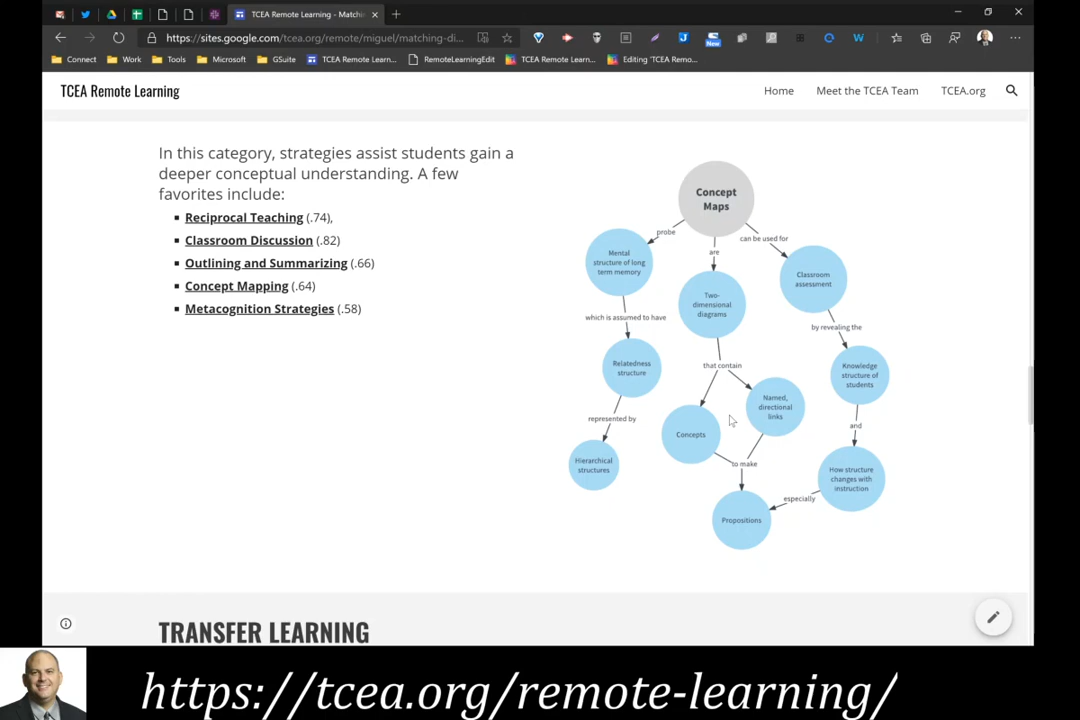 TCEA Remote Learning - Matchin
https://sites.google.com/tcea.org/remote/miguel/matching-di...
New
Connect
Work
Tools
Microsoft
GSuite
TCEA Remote Learn...
RemoteLearningEdit
TCEA Remote Learn...
Editing 'TCEA Remo...
TCEA Remote Learning
Home
Meet the TCEA Team
TCEA.org
In this category, strategies assist students gain a
deeper conceptual understanding. A few
favorites include:
▪ Reciprocal Teaching (.74),
▪ Classroom Discussion (.82)
▪ Outlining and Summarizing (.66)
▪ Concept Mapping (.64)
▪ Metacognition Strategies (.58)
Concept
Maps
probe
are
can be used for
Mental
structure of long
term memory
Two-
dimensional
diagrams
Classroom
assessment
which is assumed to have
by revealing the
Relatedness
structure
that contain
Knowledge
structure of
students
Named,
directional
links
represented by
and
Concepts
Hierarchical
structures
to make
How structure
changes with
instruction
especially
Propositions
TRANSFER LEARNING
https://tcea.org/remote-learning/